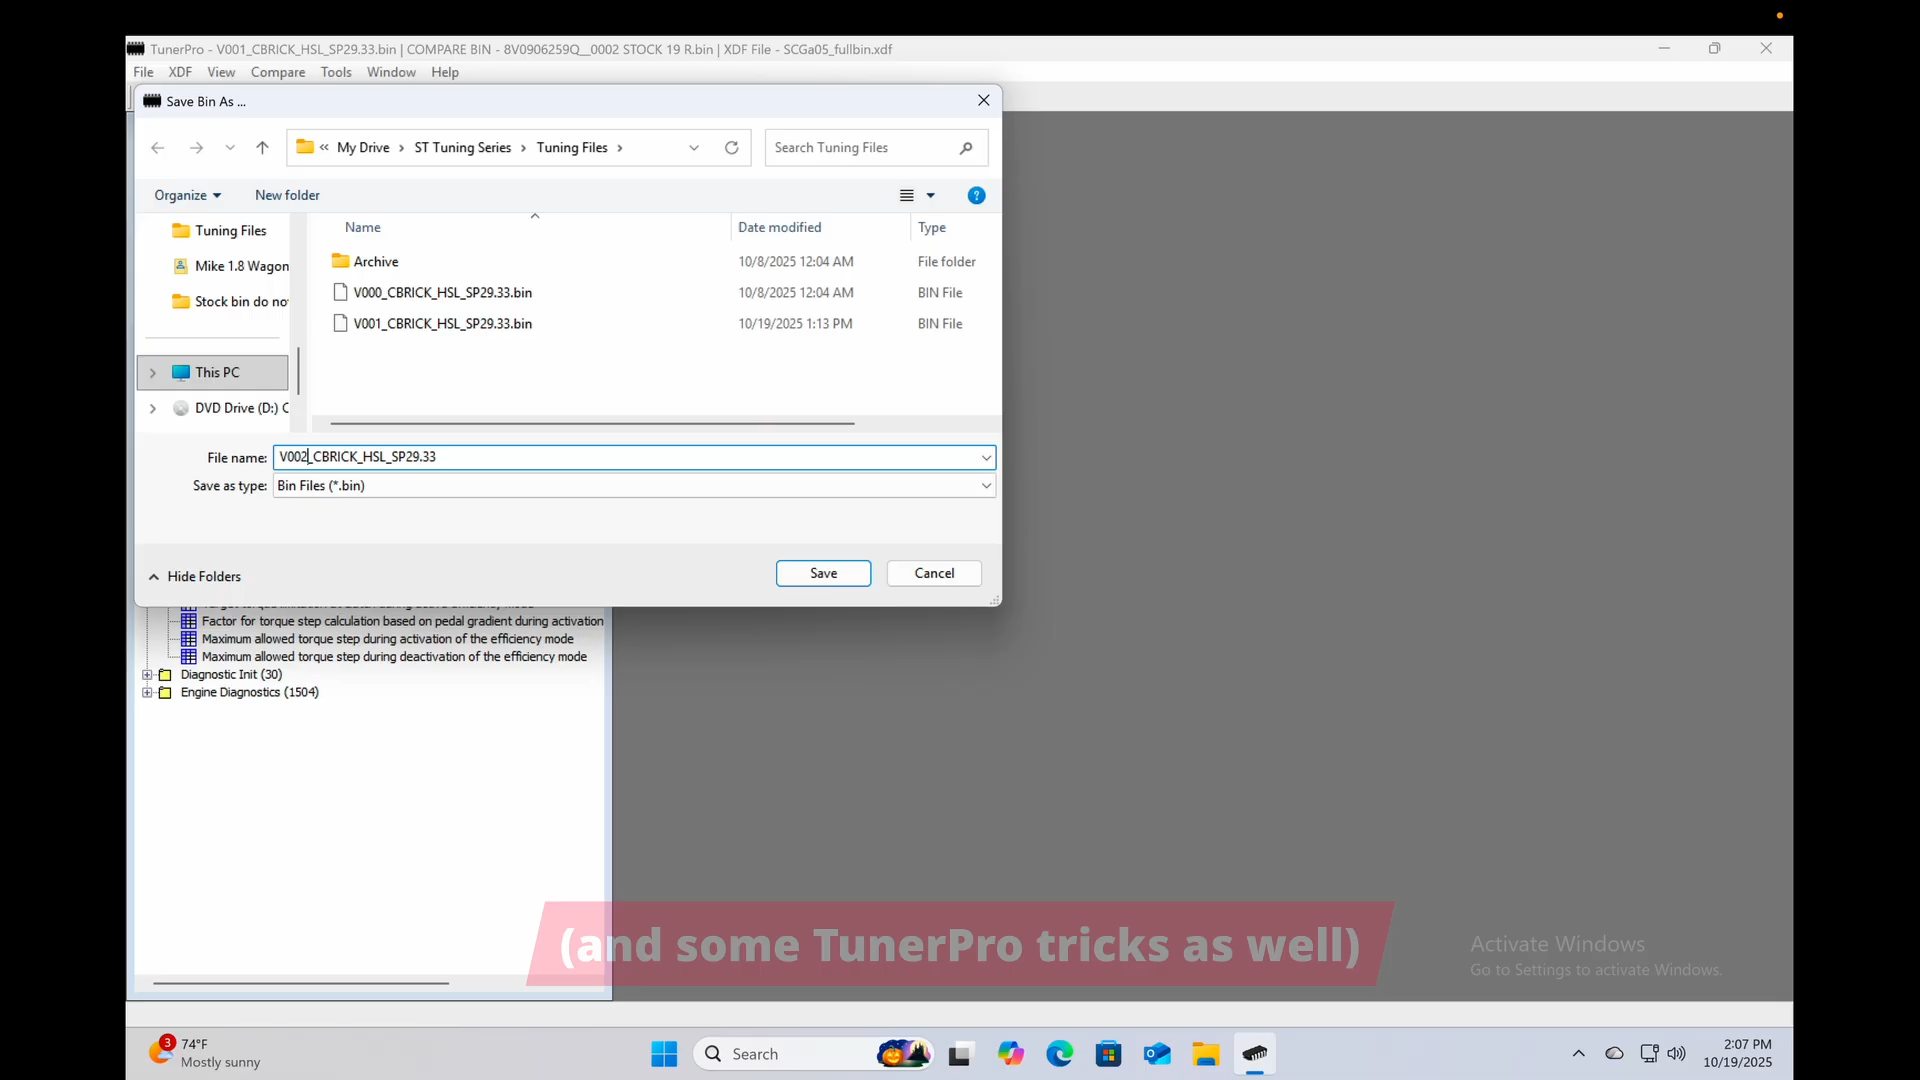 TunerPro - V001_CBRICK_HSL_SP29.33.bin | COMPARE BIN - 8V0906259Q__0002 STOCK 19 R.bin | XDF File - SCGa05_fullbin.xdf
File XDF View Compare Tools Window Help
Save Bin As ...
« My Drive › ST Tuning Series › Tuning Files ›
Search Tuning Files
Organize
New folder
?
Tuning Files
Mike 1.8 Wagon
Stock bin do no
This PC
DVD Drive (D:) C
Name Date modified Type
Archive 10/8/2025 12:04 AM File folder
V000_CBRICK_HSL_SP29.33.bin 10/8/2025 12:04 AM BIN File
V001_CBRICK_HSL_SP29.33.bin 10/19/2025 1:13 PM BIN File
File name: V002_CBRICK_HSL_SP29.33
Save as type: Bin Files (*.bin)
Hide Folders
Save
Cancel
Factor for torque step calculation based on pedal gradient during activation
Maximum allowed torque step during activation of the efficiency mode
Maximum allowed torque step during deactivation of the efficiency mode
Diagnostic Init (30)
Engine Diagnostics (1504)
(and some TunerPro tricks as well)
Activate Windows
Go to Settings to activate Windows.
3
74°F
Mostly sunny
Search
2:07 PM
10/19/2025